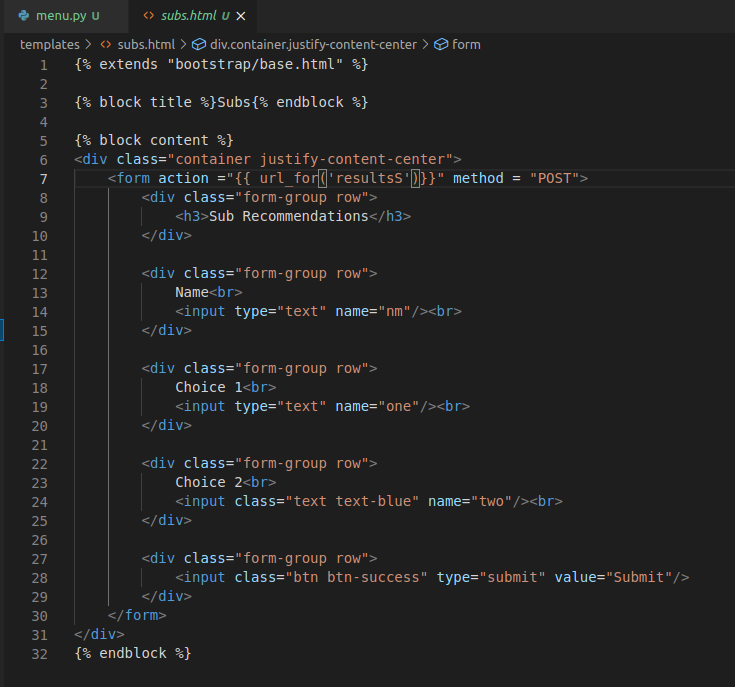 menu.py U
subs.html U
templates > subs.html > div.container.justify-content-center > form
1 {% extends "bootstrap/base.html" %}
2
3 {% block title %}Subs{% endblock %}
4
5 {% block content %}
6 <div class="container justify-content-center">
7 <form action ="{{ url_for('resultsS')}}" method = "POST">
8 <div class="form-group row">
9 <h3>Sub Recommendations</h3>
10 </div>
11
12 <div class="form-group row">
13 Name<br>
14 <input type="text" name="nm"/><br>
15 </div>
16
17 <div class="form-group row">
18 Choice 1<br>
19 <input type="text" name="one"/><br>
20 </div>
21
22 <div class="form-group row">
23 Choice 2<br>
24 <input class="text text-blue" name="two"/><br>
25 </div>
26
27 <div class="form-group row">
28 <input class="btn btn-success" type="submit" value="Submit"/>
29 </div>
30 </form>
31 </div>
32 {% endblock %}